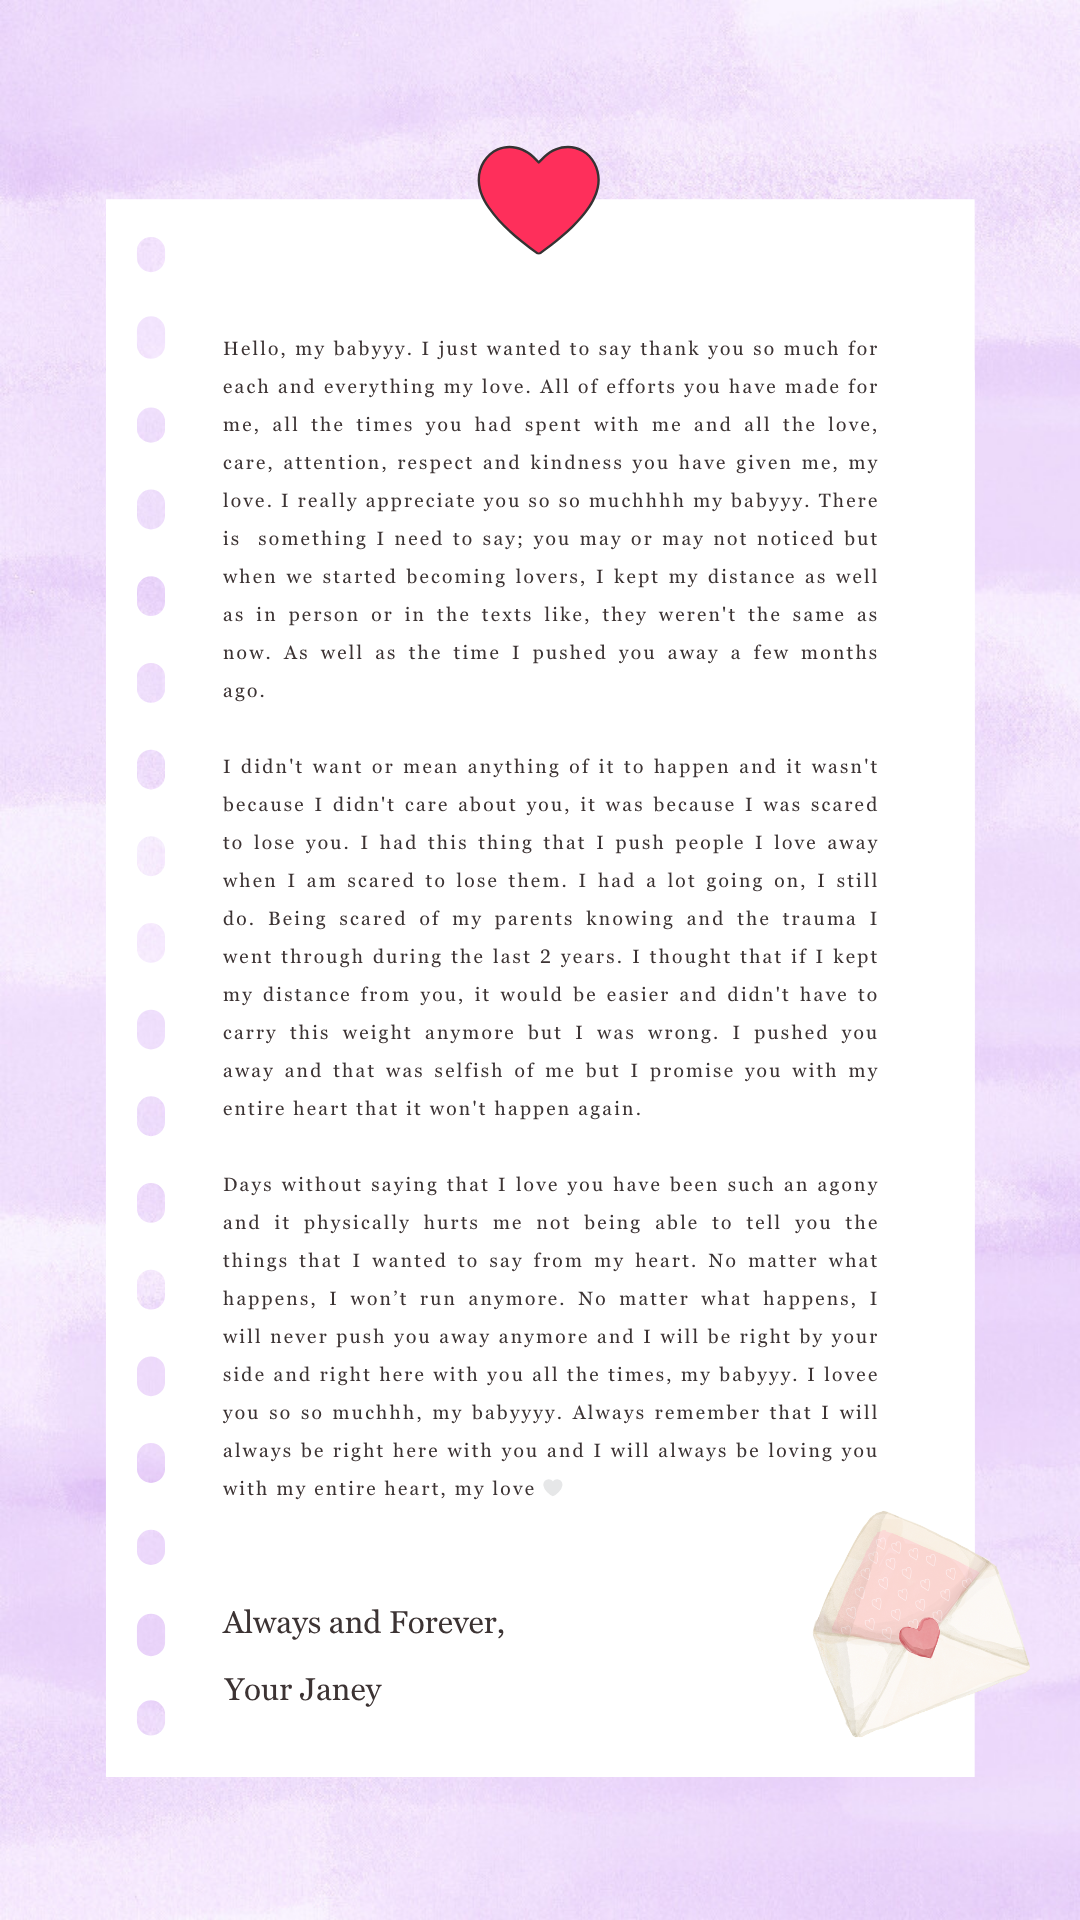 Hello, my babyyy. I just wanted to say thank you so much for
each and everything my love. All of efforts you have made for
me, all the times you had spent with me and all the love,
care, attention, respect and kindness you have given me, my
love. I really appreciate you so so muchhhh my babyyy. There
is  something I need to say; you may or may not noticed but
when we started becoming lovers, I kept my distance as well
as in person or in the texts like, they weren't the same as
now. As well as the time I pushed you away a few months
ago.
I didn't want or mean anything of it to happen and it wasn't
because I didn't care about you, it was because I was scared
to lose you. I had this thing that I push people I love away
when I am scared to lose them. I had a lot going on, I still
do. Being scared of my parents knowing and the trauma I
went through during the last 2 years. I thought that if I kept
my distance from you, it would be easier and didn't have to
carry this weight anymore but I was wrong. I pushed you
away and that was selfish of me but I promise you with my
entire heart that it won't happen again.
Days without saying that I love you have been such an agony
and it physically hurts me not being able to tell you the
things that I wanted to say from my heart. No matter what
happens, I won’t run anymore. No matter what happens, I
will never push you away anymore and I will be right by your
side and right here with you all the times, my babyyy. I lovee
you so so muchhh, my babyyyy. Always remember that I will
always be right here with you and I will always be loving you
with my entire heart, my love 🤍
Always and Forever,
Your Janey